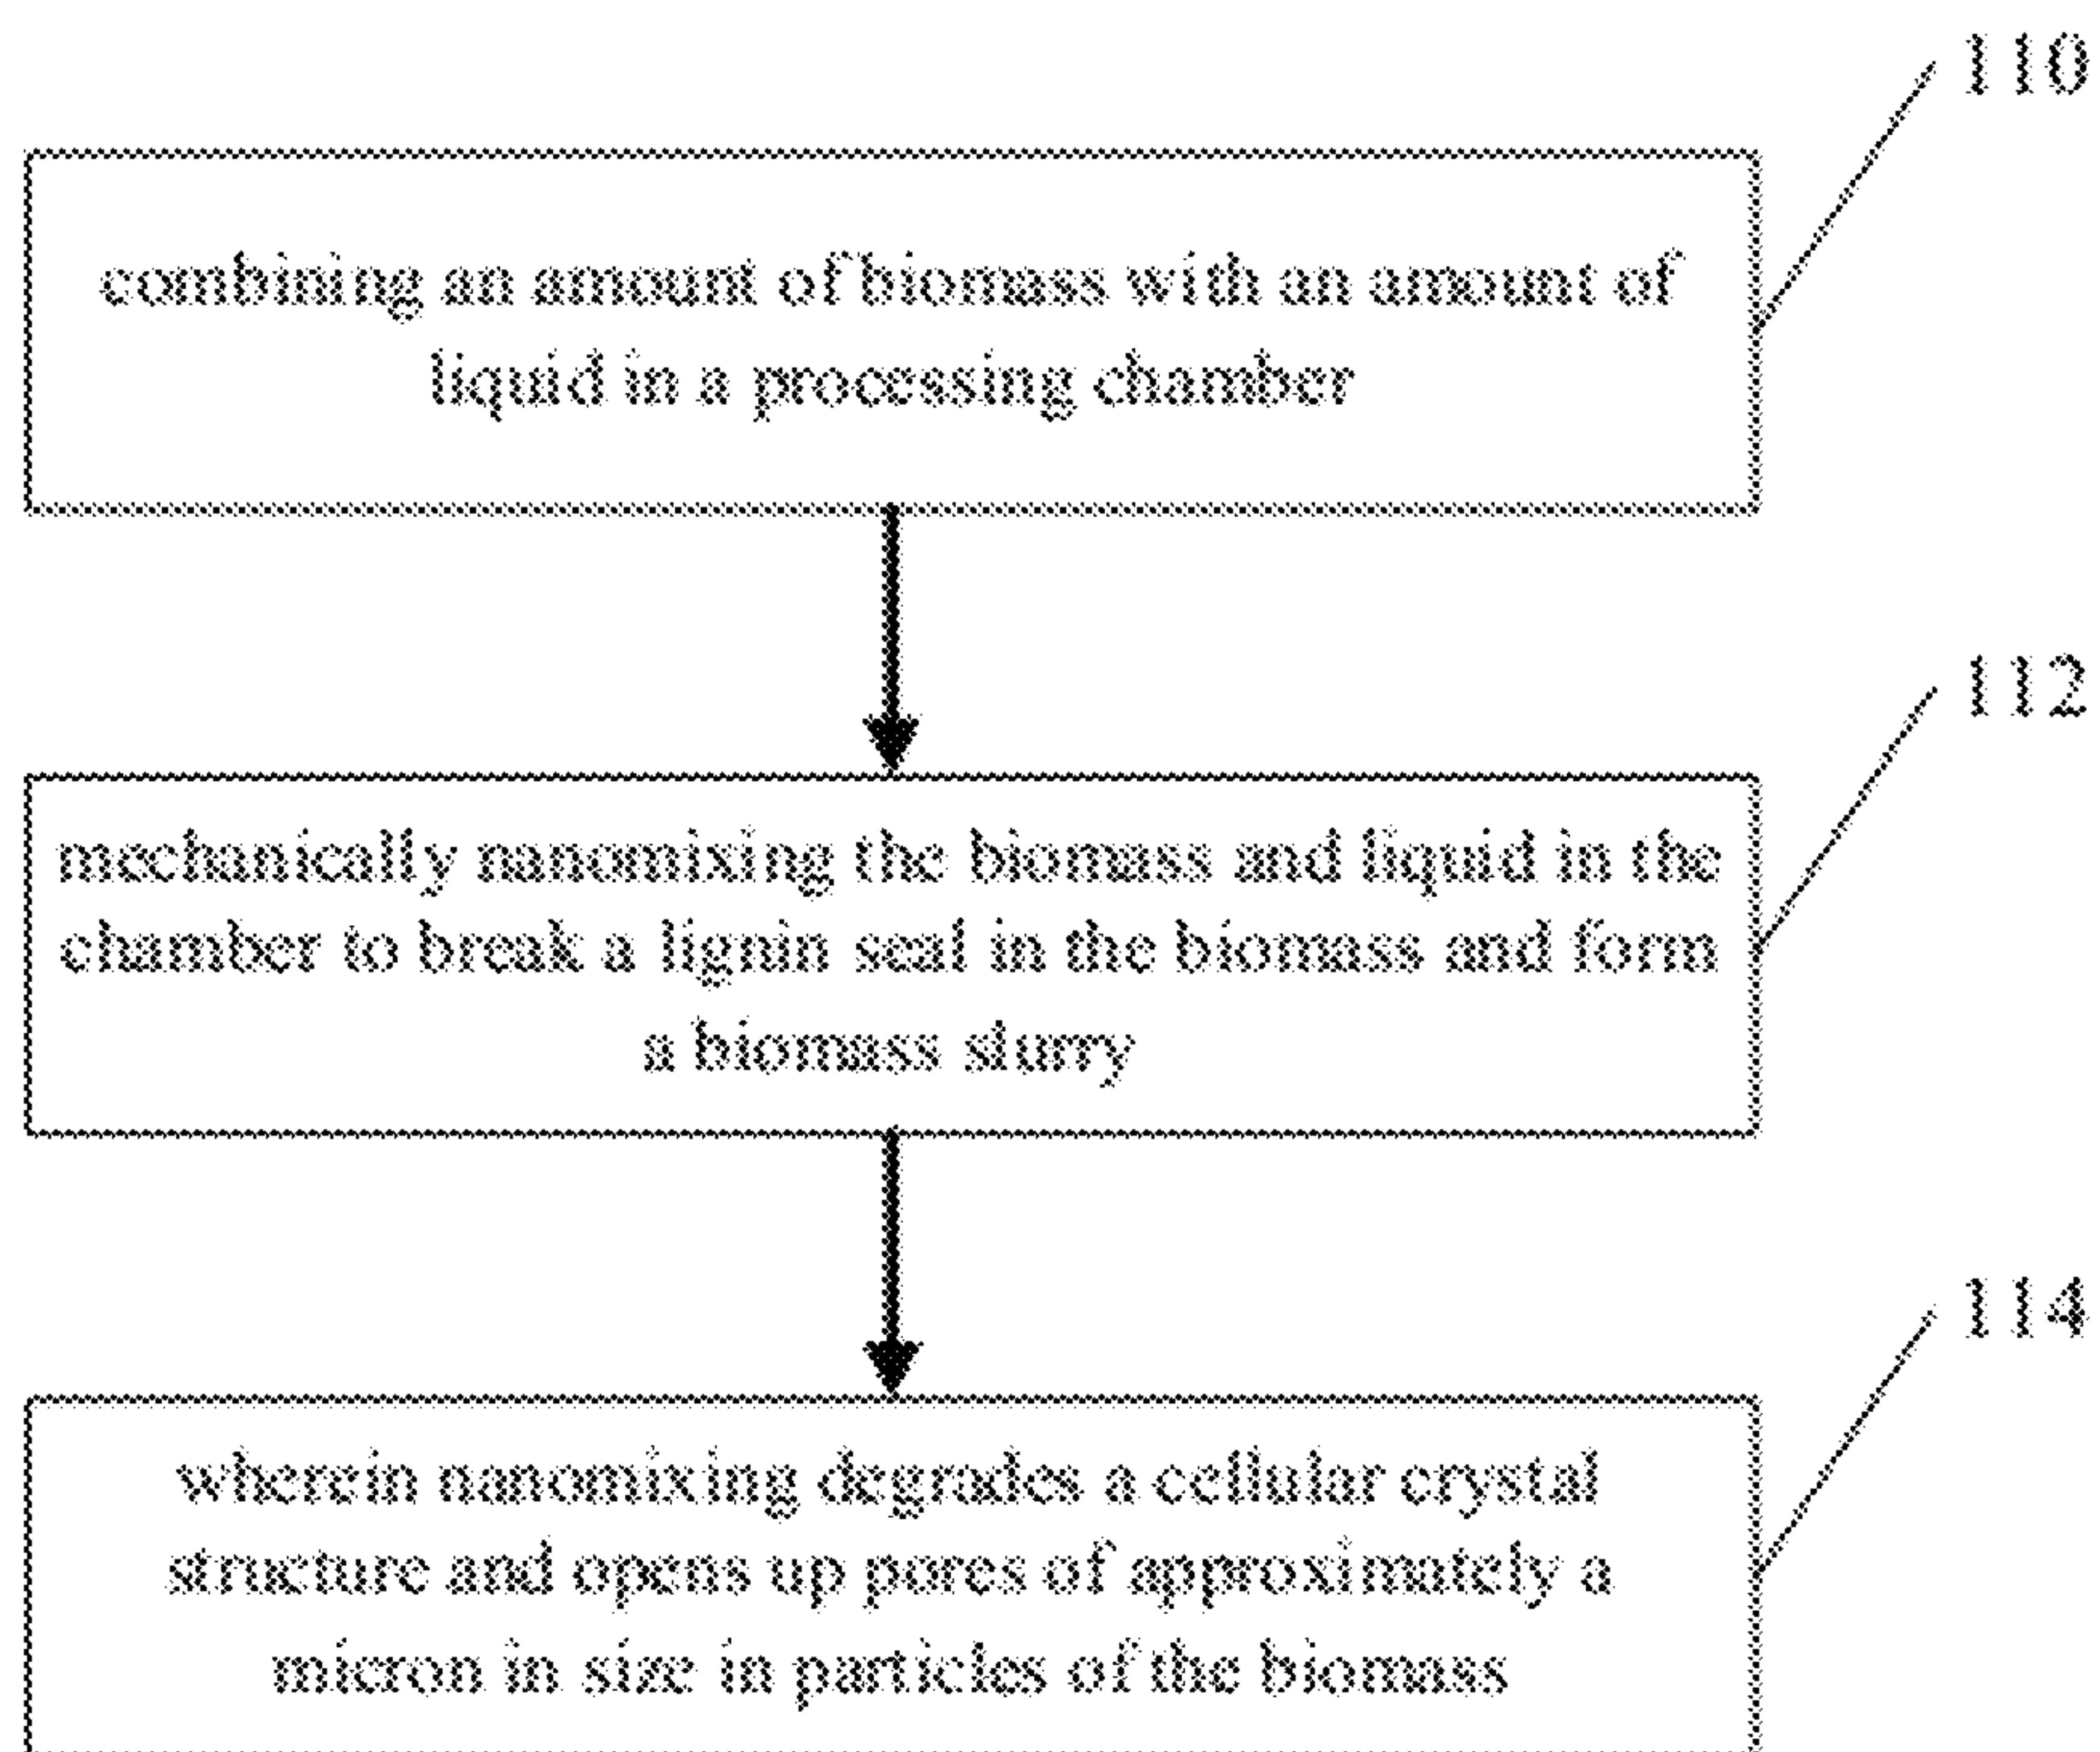 110
combining an amount of biomass with an amount of
liquid in a processing chamber
112
mechanically nanomixing the biomass and liquid in the
chamber to break a lignin seal in the biomass and form
a biomass slurry
114
wherein nanomixing degrades a cellular crystal
structure and opens up pores of approximately a
micron in size in particles of the biomass